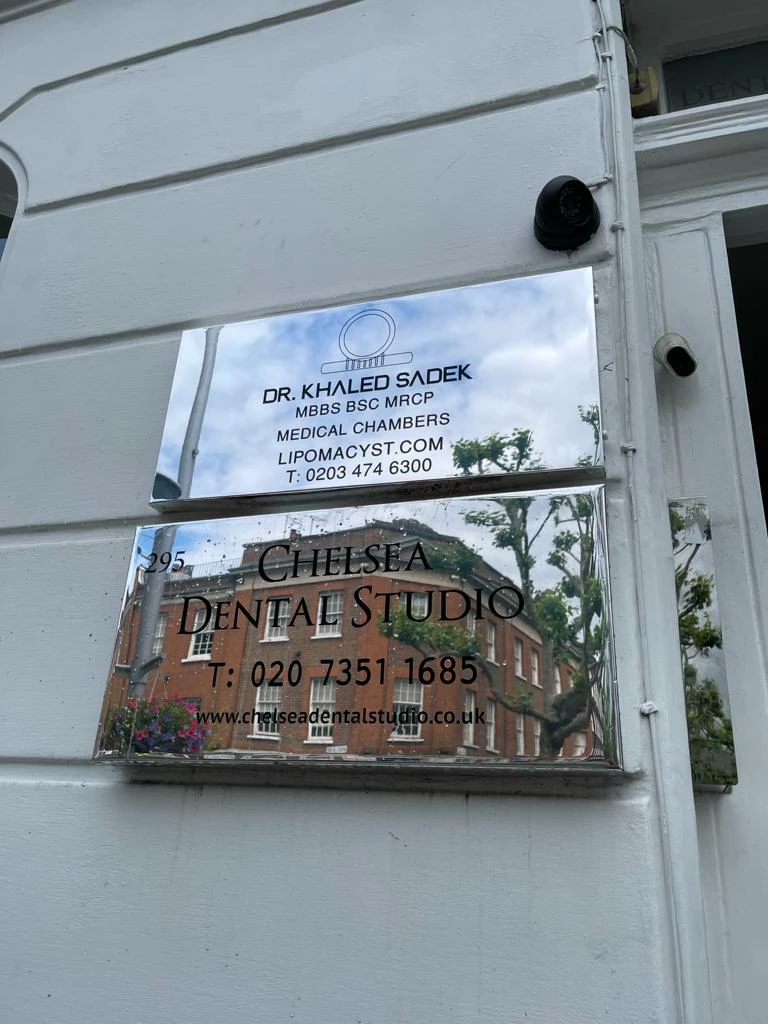 DENT
DR. KHALED SADEK
MBBS BSC MRCP
MEDICAL CHAMBERS
LIPOMACYST.COM
T: 0203 474 6300
295
CHELSEA
DENTAL STUDIO
T: 020 7351 1685
www.chelseadentalstudio.co.uk